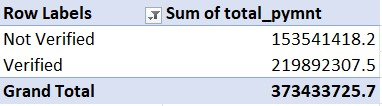 Row Labels Sum of total_pymnt
Not Verified 153541418.2
Verified 219892307.5
Grand Total 373433725.7